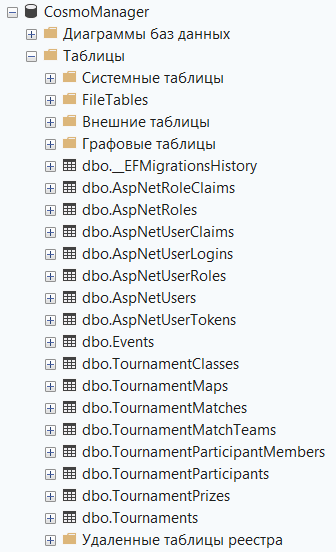 CosmoManager
Диаграммы баз данных
Таблицы
Системные таблицы
FileTables
Внешние таблицы
Графовые таблицы
dbo.__EFMigrationsHistory
dbo.AspNetRoleClaims
dbo.AspNetRoles
dbo.AspNetUserClaims
dbo.AspNetUserLogins
dbo.AspNetUserRoles
dbo.AspNetUsers
dbo.AspNetUserTokens
dbo.Events
dbo.TournamentClasses
dbo.TournamentMaps
dbo.TournamentMatches
dbo.TournamentMatchTeams
dbo.TournamentParticipantMembers
dbo.TournamentParticipants
dbo.TournamentPrizes
dbo.Tournaments
Удаленные таблицы реестра